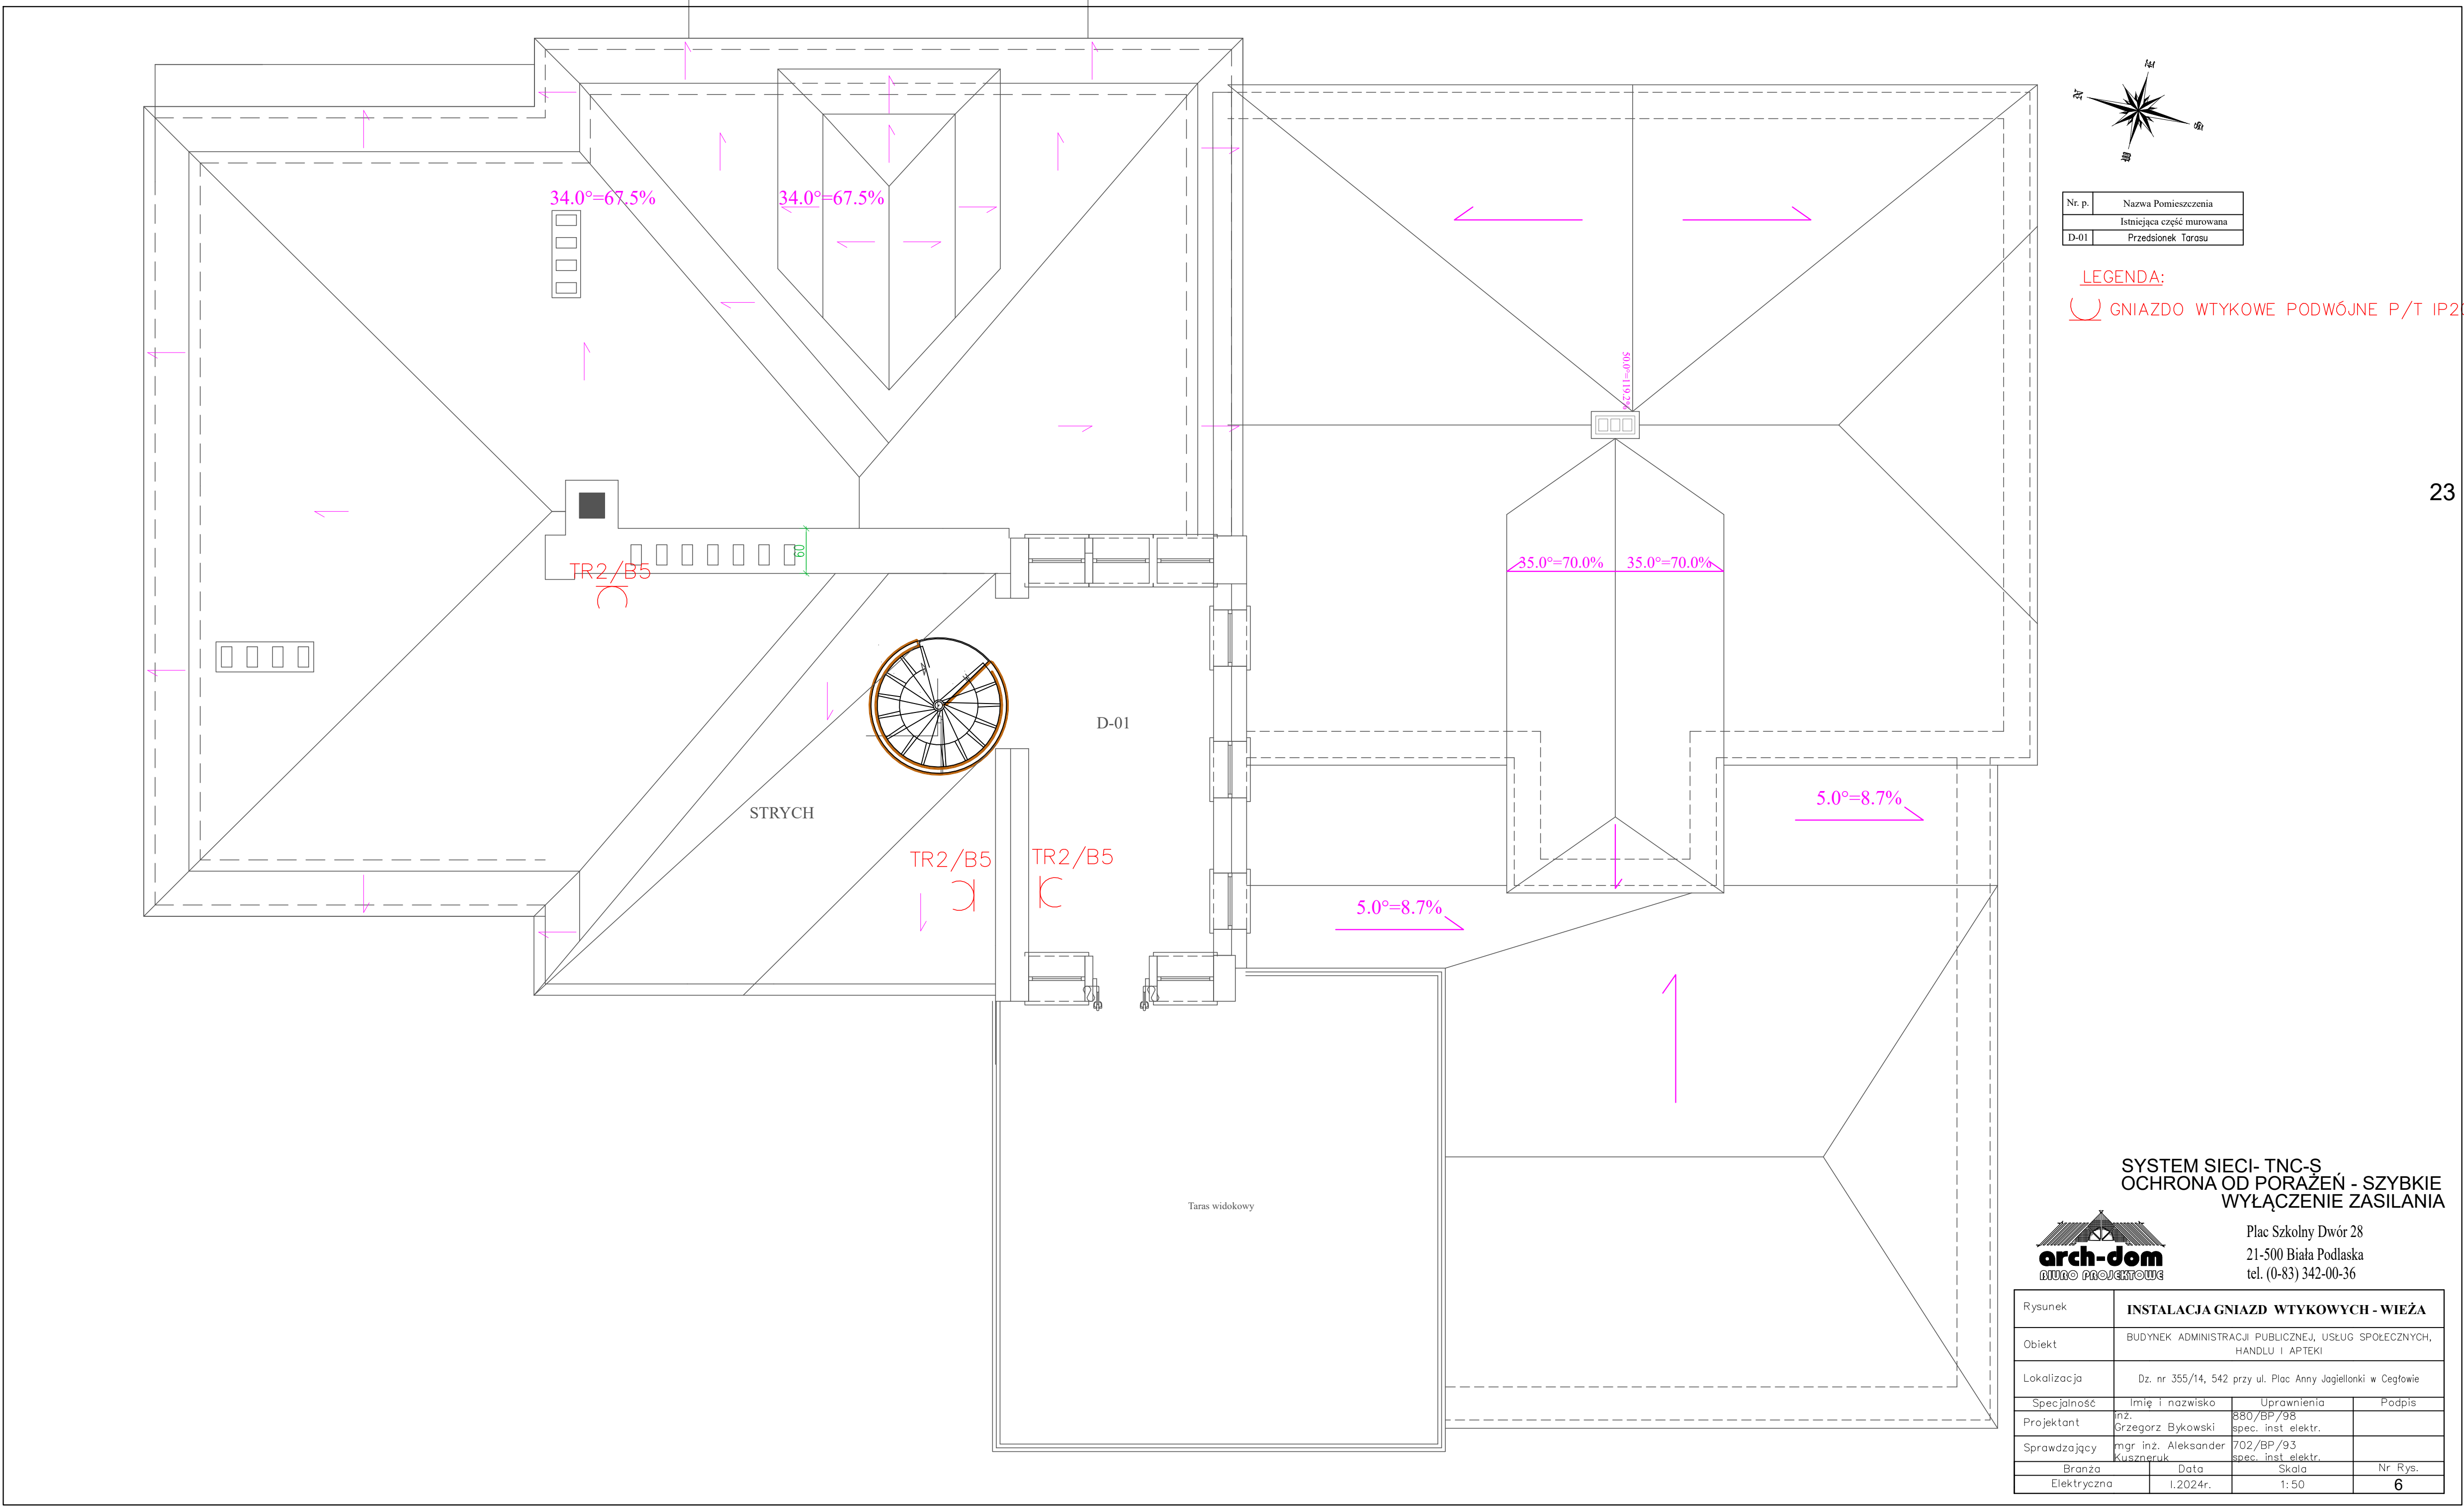 34.0°=67.5%
34.0°=67.5%
50.0°=119.2%
60
TR2/B5
35.0°=70.0%
35.0°=70.0%
D-01
STRYCH
5.0°=8.7%
5.0°=8.7%
TR2/B5
TR2/B5
Taras widokowy
N
S
Nr. p.
Nazwa Pomieszczenia
Istniejąca część murowana
D-01
Przedsionek Tarasu
LEGENDA:
GNIAZDO WTYKOWE PODWÓJNE P/T
23
SYSTEM SIECI- TNC-S
OCHRONA OD PORAŻEŃ - SZYBKIE
WYŁĄCZENIE ZASILANIA
arch-dom
BIURO PROJEKTOWE
Plac Szkolny Dwór 28
21-500 Biała Podlaska
tel. (0-83) 342-00-36
Rysunek
INSTALACJA GNIAZD WTYKOWYCH - WIEŻA
Obiekt
BUDYNEK ADMINISTRACJI PUBLICZNEJ, USŁUG SPOŁECZNYCH,
HANDLU I APTEKI
Lokalizacja
Dz. nr 355/14, 542 przy ul. Plac Anny Jagiellonki w Cegłowie
Specjalność
Imię i nazwisko
Uprawnienia
Podpis
Projektant
inż.
Grzegorz Bykowski
880/BP/98
spec. inst elektr.
Sprawdzający
mgr inż. Aleksander
Kuszneruk
702/BP/93
spec. inst elektr.
Branża
Data
Skala
Nr Rys.
Elektryczna
I.2024r.
1:50
6